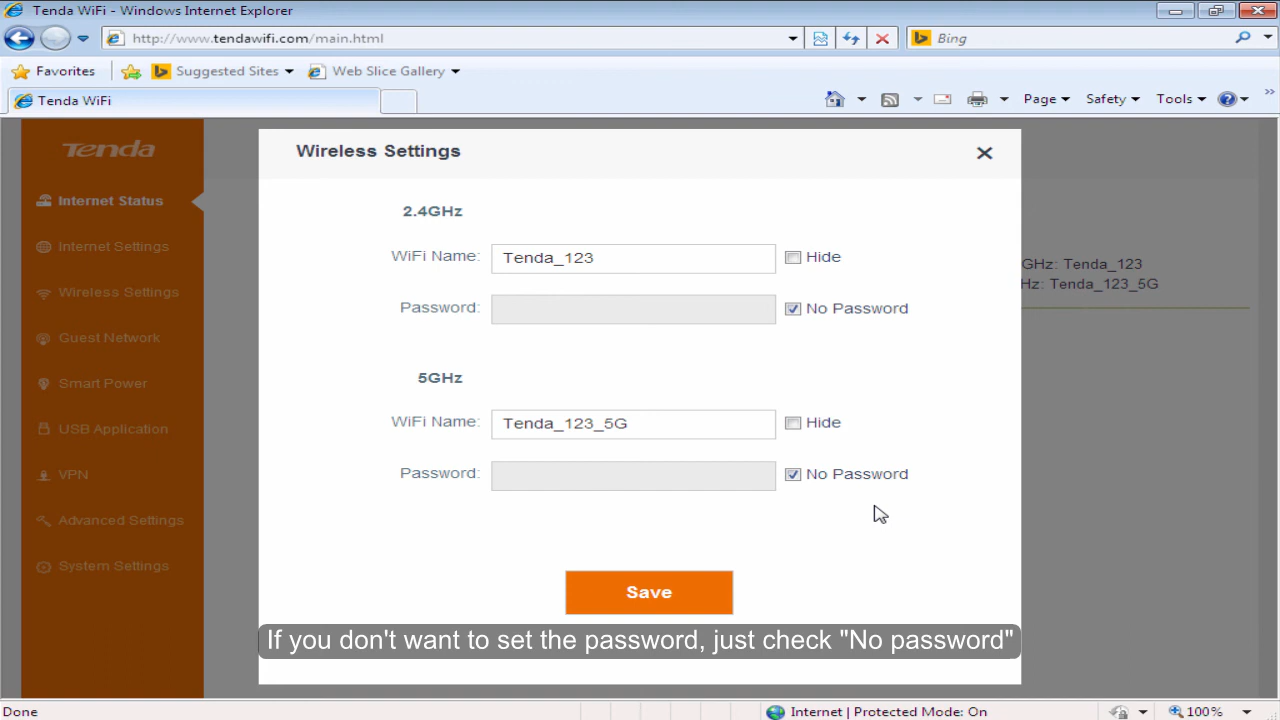 Tenda WiFi - Windows Internet Explorer
http://www.tendawifi.com/main.html
Bing
Favorites
Suggested Sites
Web Slice Gallery
Tenda WiFi
Page
Safety
Tools
»
Tenda
Internet Status
Internet Settings
Wireless Settings
Guest Network
Smart Power
USB Application
VPN
Advanced Settings
System Settings
Wireless Settings
2.4GHz
WiFi Name: Tenda_123 Hide
Password: No Password
5GHz
WiFi Name: Tenda_123_5G Hide
Password: No Password
Save
GHz: Tenda_123
Hz: Tenda_123_5G
If you don't want to set the password, just check "No password"
Done
Internet | Protected Mode: On
100%